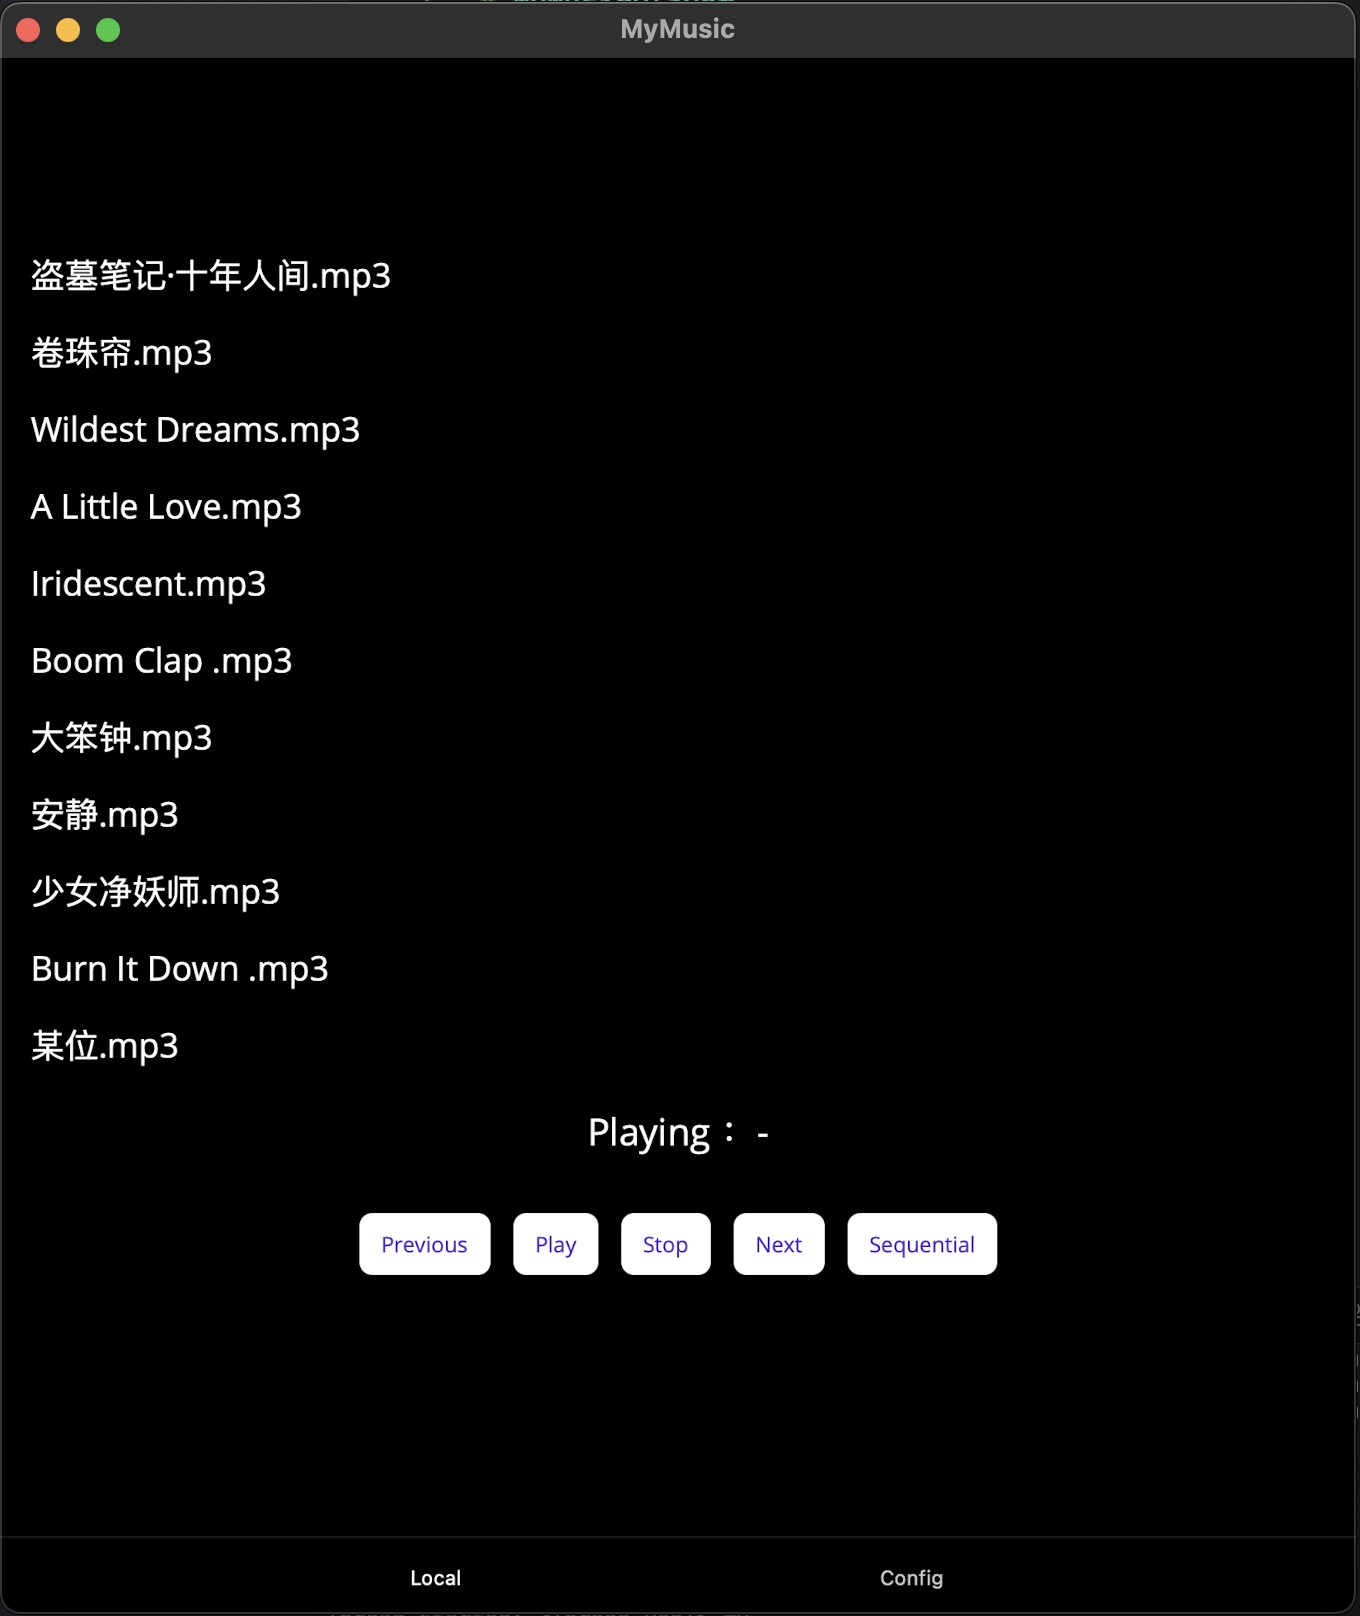 MyMusic
盗墓笔记·十年人间.mp3
卷珠帘.mp3
Wildest Dreams.mp3
A Little Love.mp3
Iridescent.mp3
Boom Clap .mp3
大笨钟.mp3
安静.mp3
少女净妖师.mp3
Burn It Down .mp3
某位.mp3
Playing： -
Previous Play Stop Next Sequential
Local Config